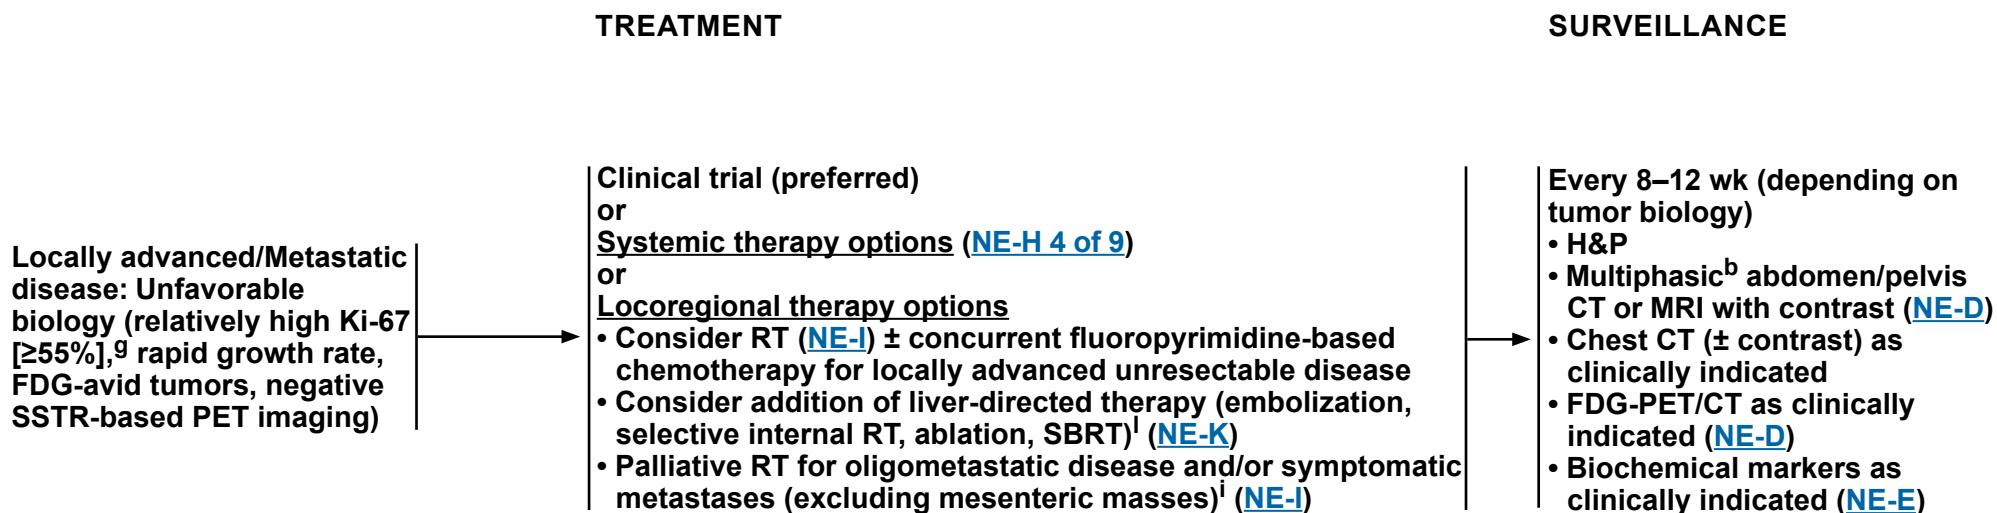 TREATMENT
SURVEILLANCE
Locally advanced/Metastatic
disease: Unfavorable
biology (relatively high Ki-67
[≥55%],g rapid growth rate,
FDG-avid tumors, negative
SSTR-based PET imaging)
Clinical trial (preferred)
or
Systemic therapy options (NE-H 4 of 9)
or
Locoregional therapy options
• Consider RT (NE-I) ± concurrent fluoropyrimidine-based
chemotherapy for locally advanced unresectable disease
• Consider addition of liver-directed therapy (embolization,
selective internal RT, ablation, SBRT)l (NE-K)
• Palliative RT for oligometastatic disease and/or symptomatic
metastases (excluding mesenteric masses)i (NE-I)
Every 8–12 wk (depending on
tumor biology)
• H&P
• Multiphasicb abdomen/pelvis
CT or MRI with contrast (NE-D)
• Chest CT (± contrast) as
clinically indicated
• FDG-PET/CT as clinically
indicated (NE-D)
• Biochemical markers as
clinically indicated (NE-E)